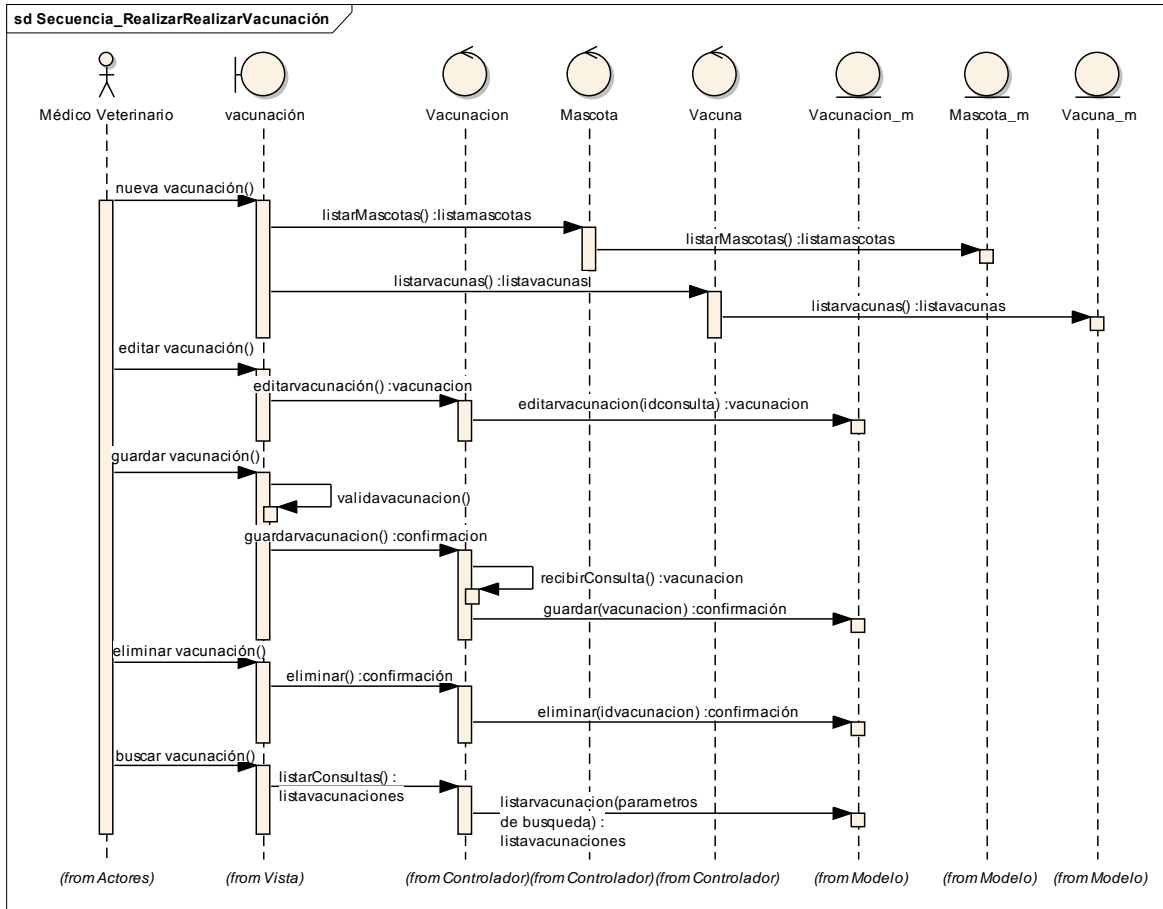 sd Secuencia_RealizarRealizarVacunación
Médico Veterinario
vacunación
Vacunacion
Mascota
Vacuna
Vacunacion_m
Mascota_m
Vacuna_m
nueva vacunación()
listarMascotas() :listamascotas
listarMascotas() :listamascotas
listarvacunas() :listavacunas
listarvacunas() :listavacunas
editar vacunación()
editarvacunación() :vacunacion
editarvacunacion(idconsulta) :vacunacion
guardar vacunación()
validavacunacion()
guardarvacunacion() :confirmacion
recibirConsulta() :vacunacion
guardar(vacunacion) :confirmación
eliminar vacunación()
eliminar() :confirmación
eliminar(idvacunacion) :confirmación
buscar vacunación()
listarConsultas() :
listavacunaciones
listarvacunacion(parametros
de busqueda) :
listavacunaciones
(from Actores)
(from Vista)
(from Controlador)
(from Controlador)
(from Controlador)
(from Modelo)
(from Modelo)
(from Modelo)